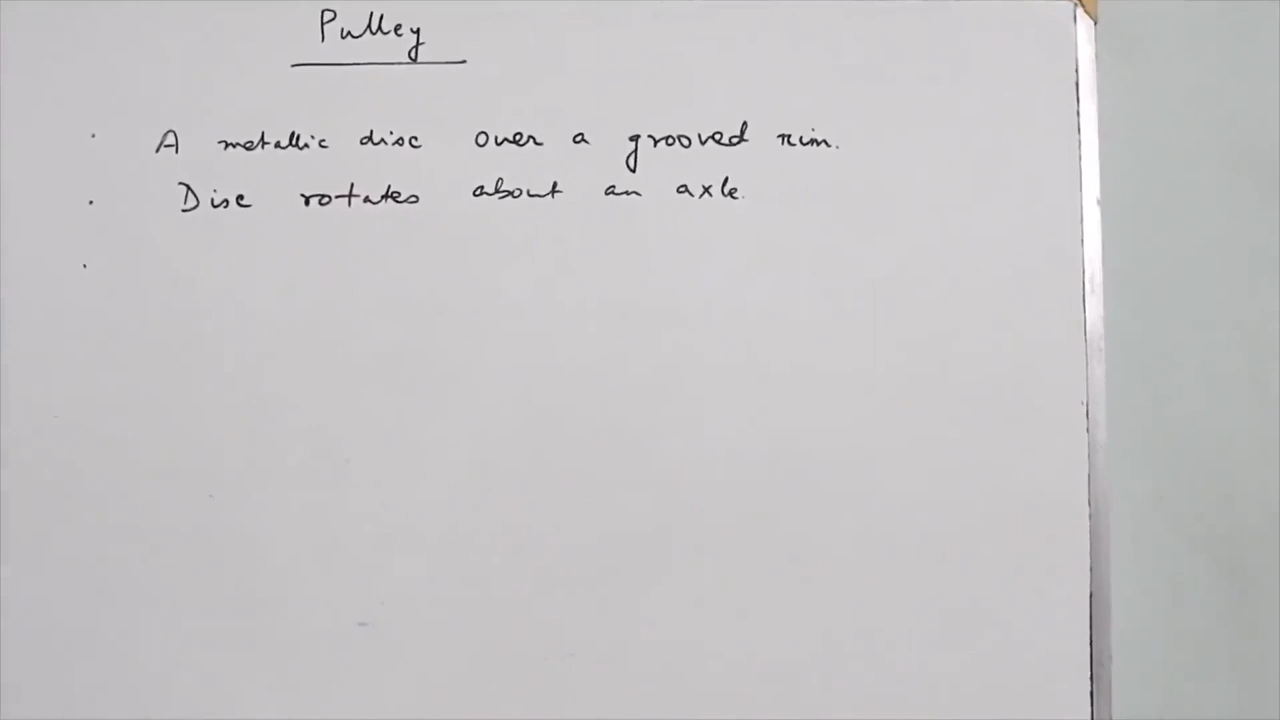 Pulley
. A metallic disc over a grooved rim.
. Disc rotates about an axle.
.